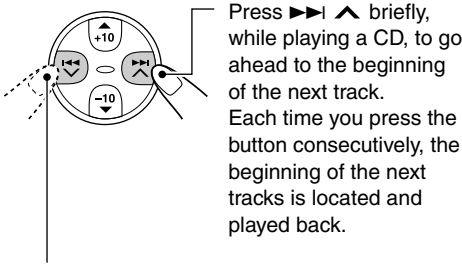 +10
–10
Press ►►I ∧ briefly,
while playing a CD, to go
ahead to the beginning
of the next track.
Each time you press the
button consecutively, the
beginning of the next
tracks is located and
played back.